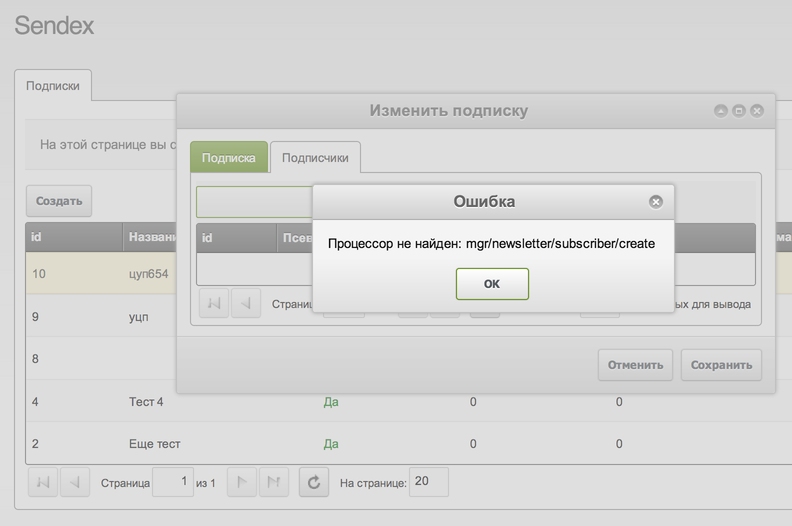 Sendex
Подписки
Изменить подписку
На этой странице вы
Подписка
Подписчики
Создать
Ошибка
Процессор не найден: mgr/newsletter/subscriber/create
OK
id
id
10
цуп654
9
уцп
Страниц
ых для вывода
8
Отменить
Сохранить
4
Тест 4
Да
0
0
2
Еще тест
Да
0
0
Страница
1
из 1
На странице:
20